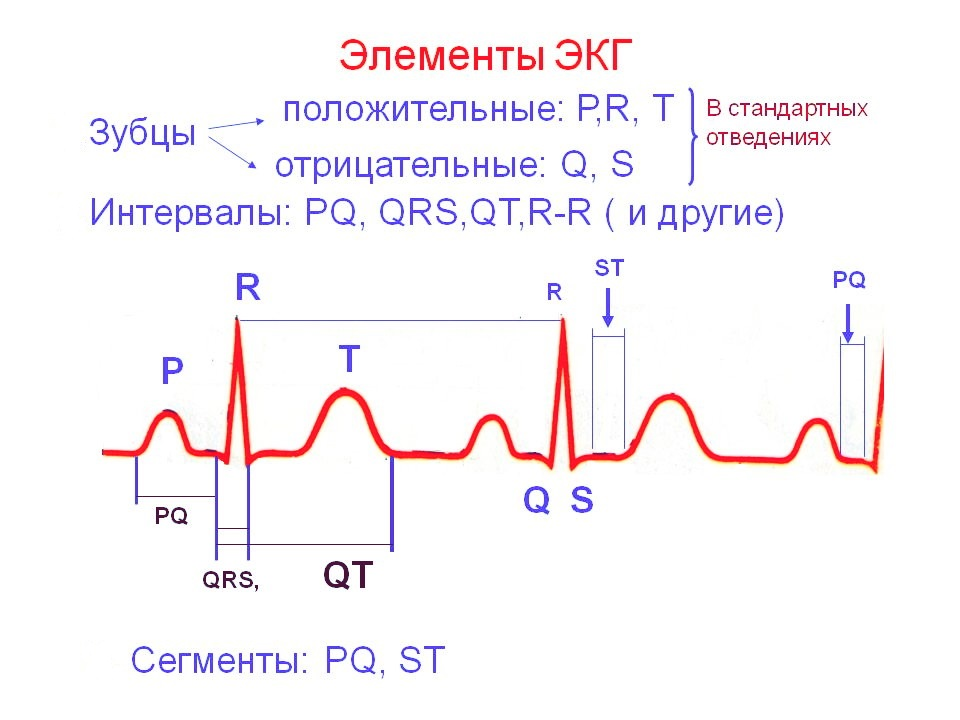 Элементы ЭКГ
Зубцы
положительные: P,R, T
отрицательные: Q, S
В стандартных
отведениях
Интервалы: PQ, QRS,QT,R-R ( и другие)
R
R
ST
PQ
P
T
Q S
PQ
QRS,
QT
Сегменты: PQ, ST